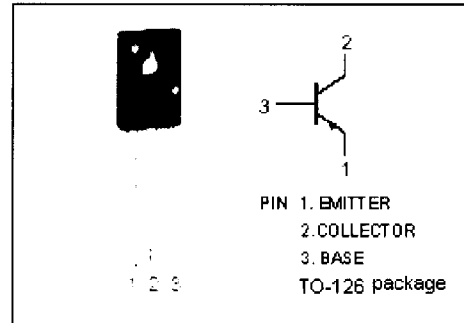 2
3
1
PIN 1. EMITTER
2.COLLECTOR
3. BASE
1 2 3
TO-126 package